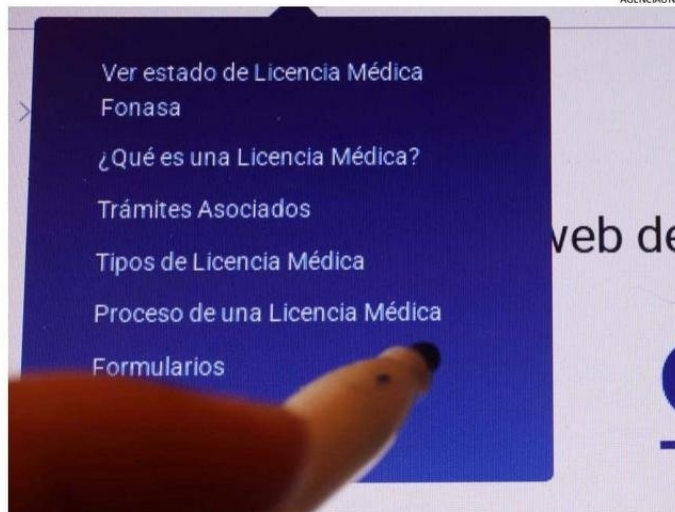 Ver estado de Licencia Médica
Fonasa
¿Qué es una Licencia Médica?
Trámites Asociados
web de
Tipos de Licencia Médica
Proceso de una Licencia Médica
Formularios